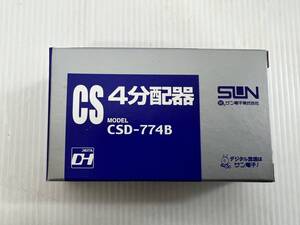 CS
4分配器
MODEL
CSD-774B
SUN
サン電子株式会社
JEITA
デジタル放送は
サン電子!